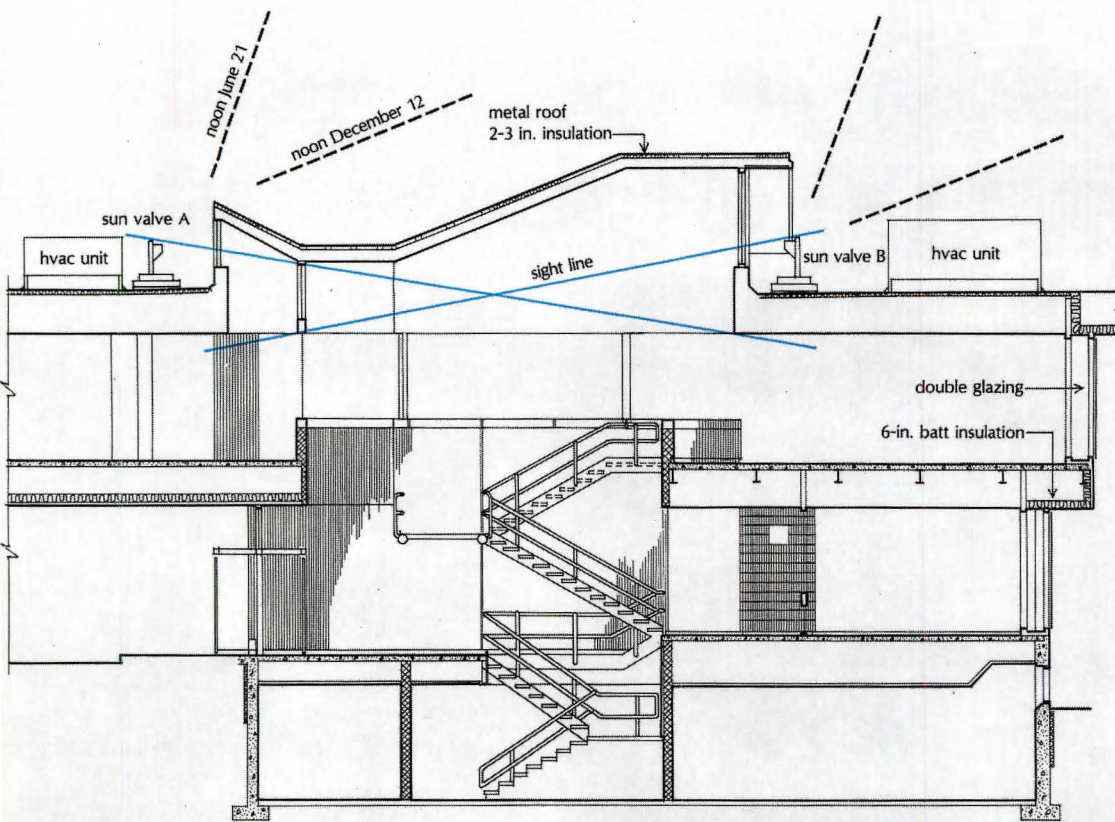 noon June 21
noon December 12
metal roof
2-3 in. insulation
sun valve A
hvac unit
sight line
sun valve B
hvac unit
double glazing
6-in. batt insulation